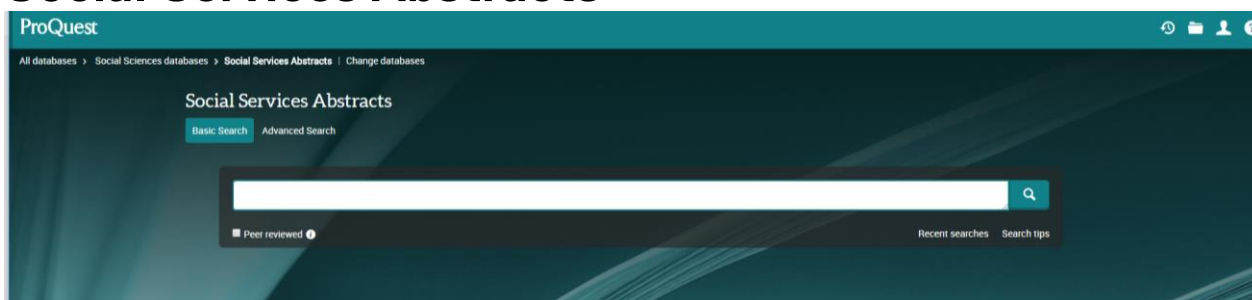 Social Services Abstracts
ProQuest
All databases > Social Sciences databases > Social Services Abstracts | Change databases
Social Services Abstracts
Basic Search Advanced Search
Peer reviewed
Recent searches Search tips